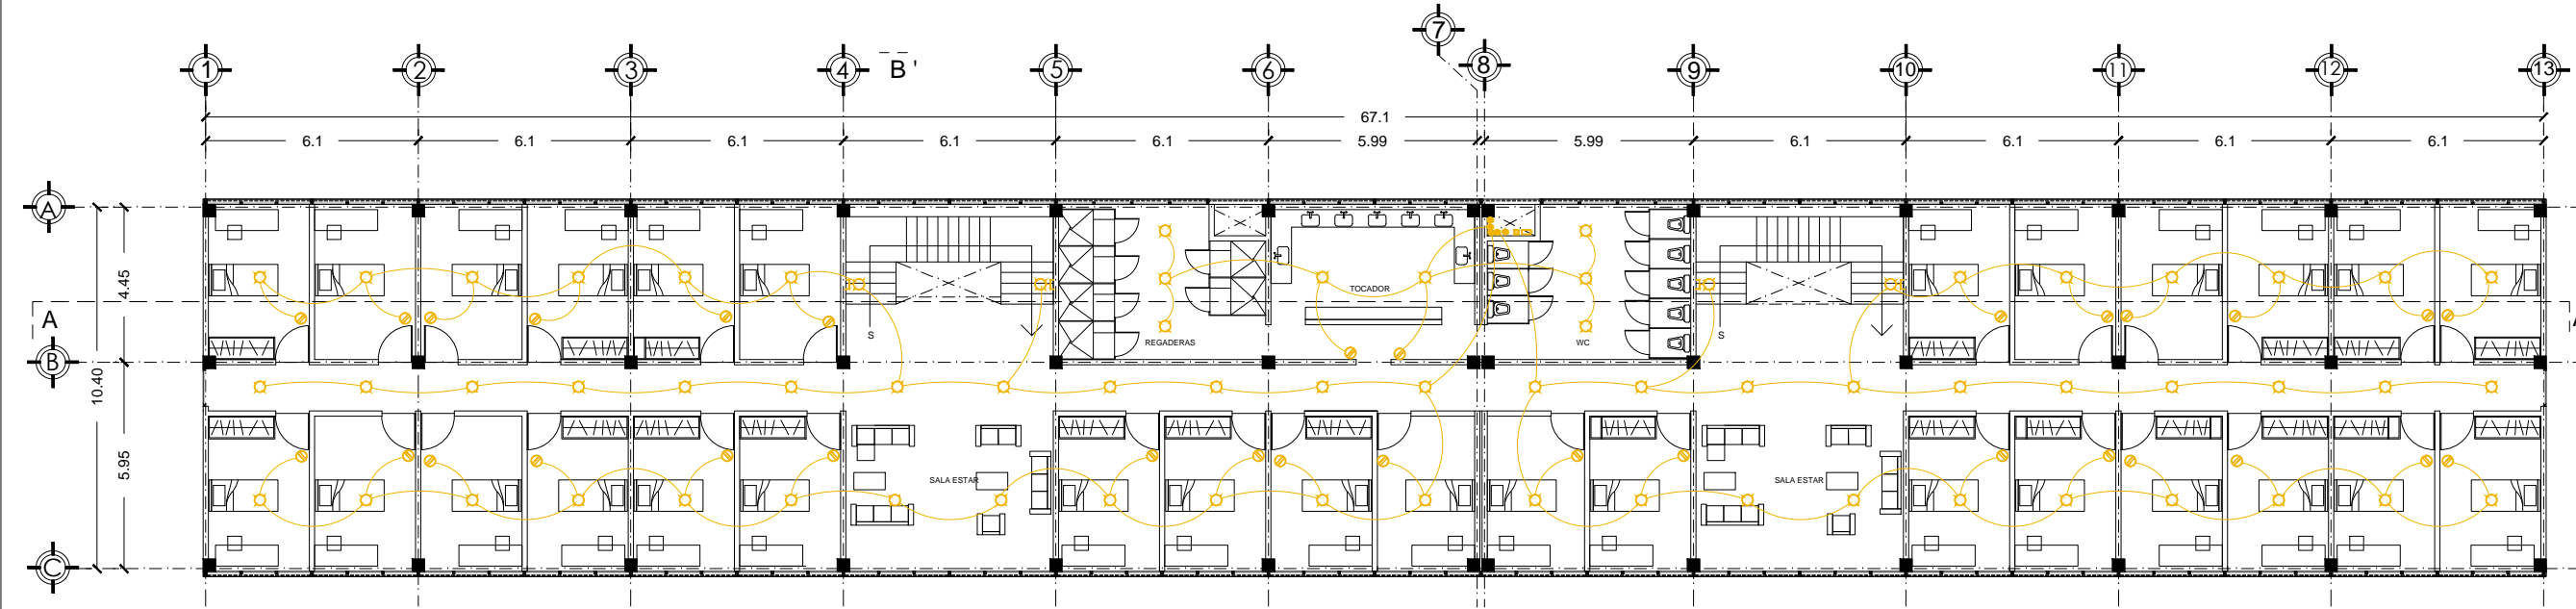 7
1 2 3 4 B ' 5 6 8 9 10 11 12 13
67.1
6.1 6.1 6.1 6.1 6.1 5.99 5.99 6.1 6.1 6.1 6.1
A
4.45
TOCADOR
A
S S
REGADERAS WC
B
10.40
5.95
SALA ESTAR SALA ESTAR
C